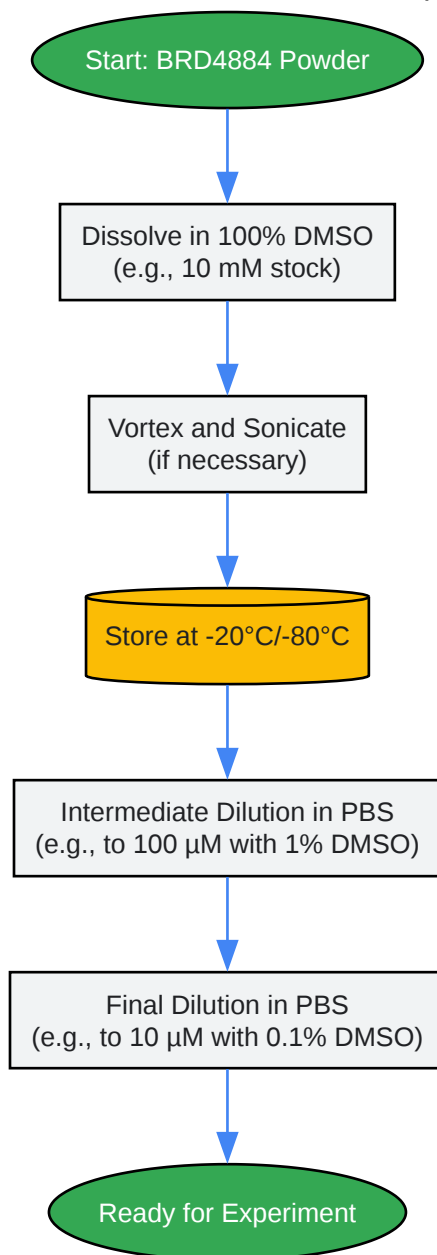 Start: BRD4884 Powder
Dissolve in 100% DMSO
(e.g., 10 mM stock)
Vortex and Sonicate
(if necessary)
Store at -20°C/-80°C
Intermediate Dilution in PBS
(e.g., to 100 µM with 1% DMSO)
Final Dilution in PBS
(e.g., to 10 µM with 0.1% DMSO)
Ready for Experiment